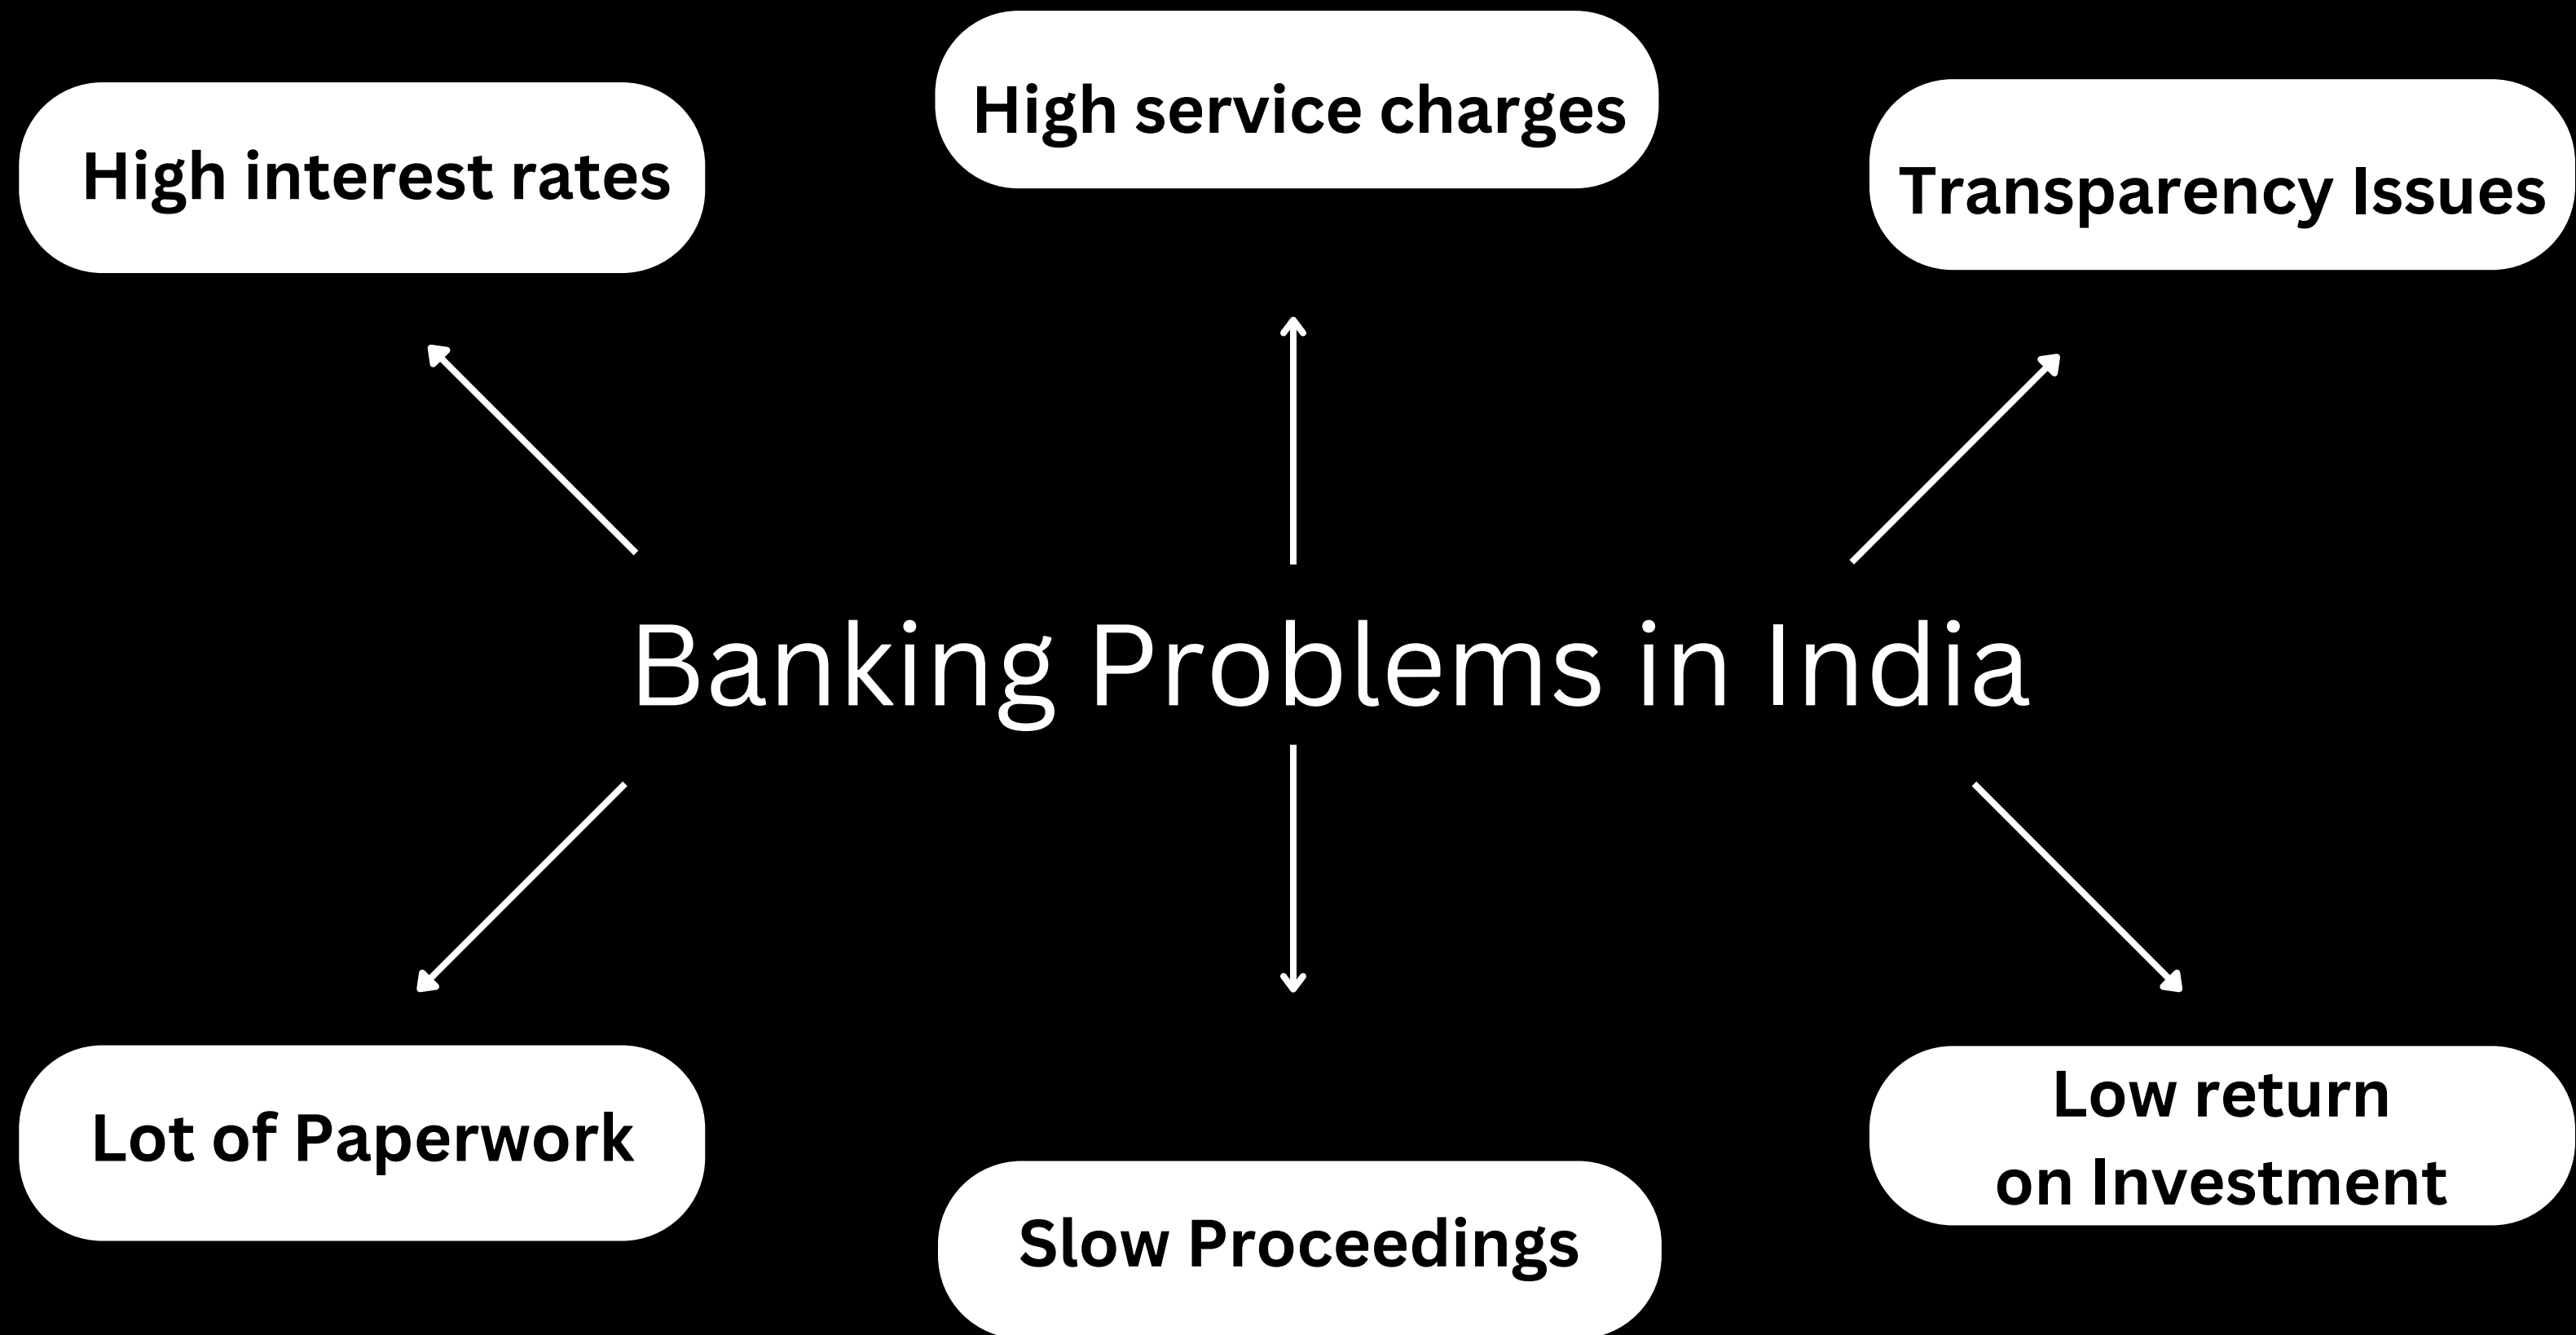 High interest rates
High service charges
Transparency Issues
Banking Problems in India
Lot of Paperwork
Slow Proceedings
Low return
on Investment